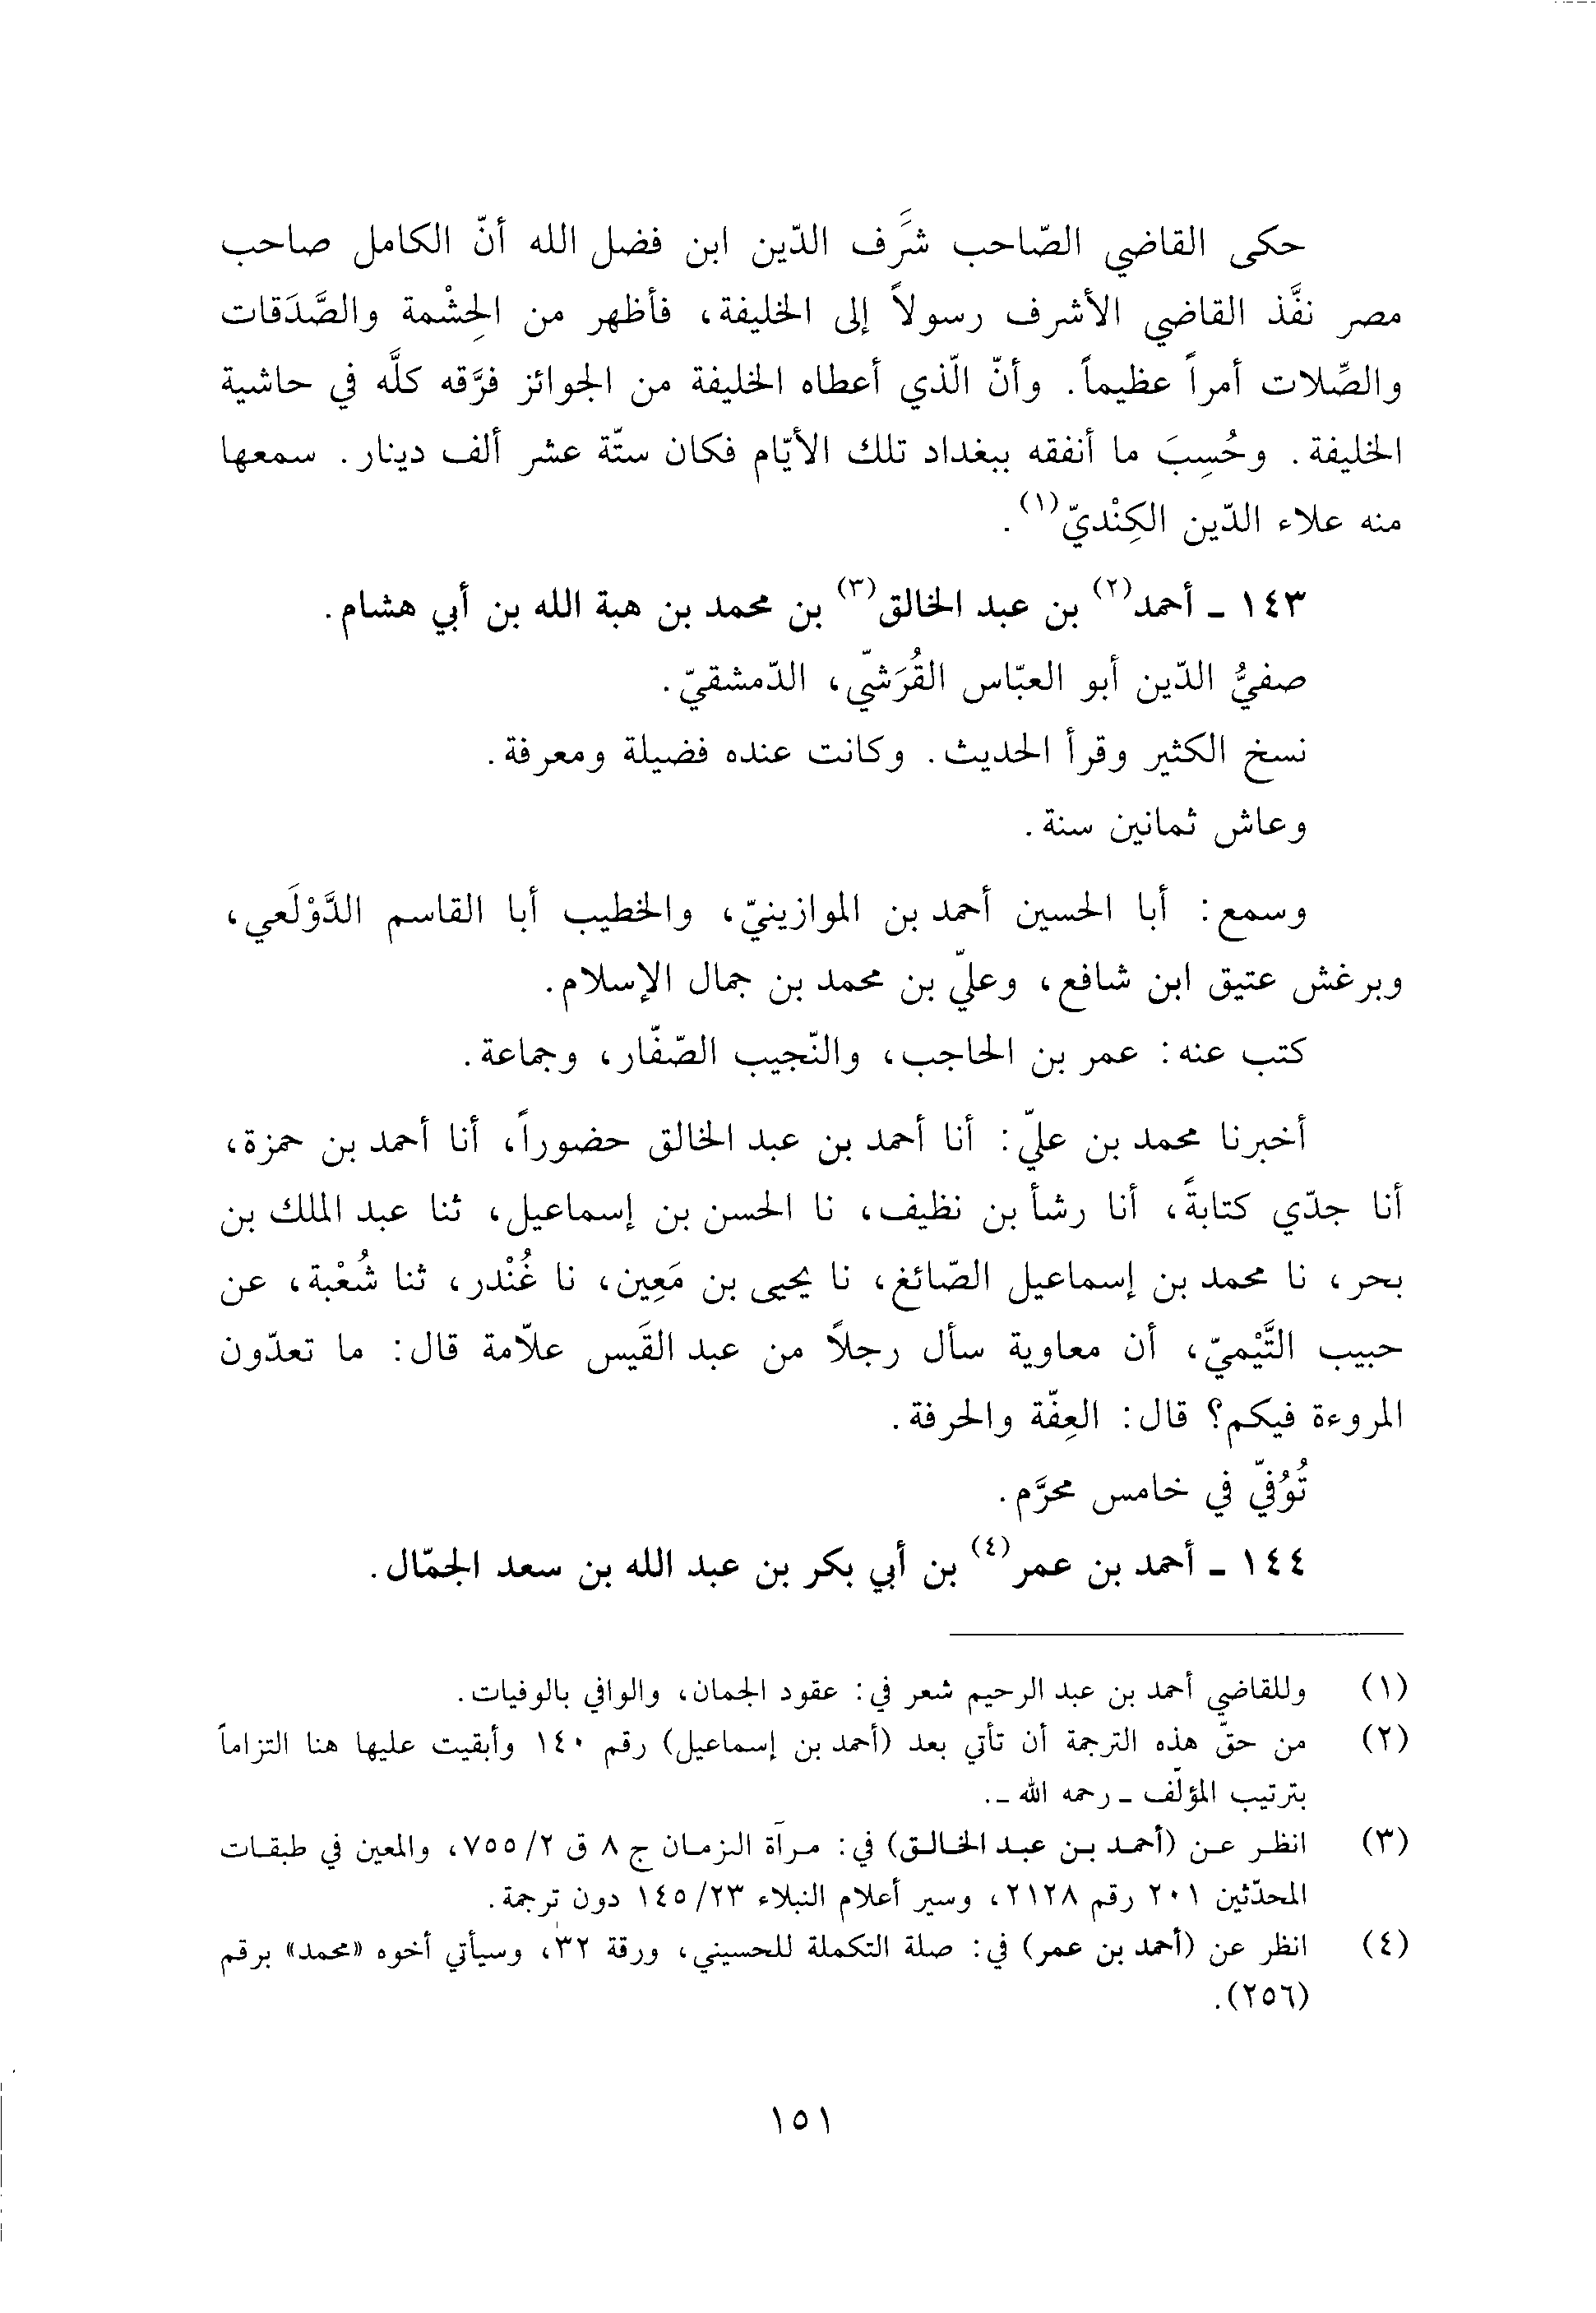 حكى القاضي الصّاحب شَرَف الدّين ابن فضل الله أنّ الكامل صاحب
مصر نفَّذ القاضي الأشرف رسولاً إلى الخليفة، فأظهر من الحِشْمة والصَّدَقات
والصِّلات أمراً عظيماً. وأنّ الّذي أعطاه الخليفة من الجوائز فرَّقه كلَّه في حاشية
الخليفة. وحُسِبَ ما أنفقه ببغداد تلك الأيّام فكان ستّة عشر ألف دينار. سمعها
منه علاء الدّين الكِنْديّ(١).
١٤٣ ـ أحمد(٢) بن عبد الخالق(٣) بن محمد بن هبة الله بن أبي هشام.
صفيُّ الدّين أبو العبّاس القُرَشيّ، الدّمشقيّ.
نسخ الكثير وقرأ الحديث. وكانت عنده فضيلة ومعرفة.
وعاش ثمانين سنة.
وسمع: أبا الحسين أحمد بن الموازينيّ، والخطيب أبا القاسم الدَّوْلَعي،
وبرغش عتيق ابن شافع، وعليّ بن محمد بن جمال الإسلام.
كتب عنه: عمر بن الحاجب، والنّجيب الصّفّار، وجماعة.
أخبرنا محمد بن عليّ: أنا أحمد بن عبد الخالق حضوراً، أنا أحمد بن حمزة،
أنا جدّي كتابةً، أنا رشأ بن نظيف، نا الحسن بن إسماعيل، ثنا عبد الملك بن
بحر، نا محمد بن إسماعيل الصّائغ، نا يحيى بن مَعِين، نا غُنْدر، ثنا شُعْبة، عن
حبيب التَّيْميّ، أن معاوية سأل رجلاً من عبد القَيس علاّمة قال: ما تعدّون
المروءة فيكم؟ قال: العِفّة والحرفة.
تُوُفيّ في خامس محرَّم.
١٤٤ ـ أحمد بن عمر(٤) بن أبي بكر بن عبد الله بن سعد الجمّال.
(١) وللقاضي أحمد بن عبد الرحيم شعر في: عقود الجمان، والوافي بالوفيات.
(٢) من حقّ هذه الترجمة أن تأتي بعد (أحمد بن إسماعيل) رقم ١٤٠ وأبقيت عليها هنا التزاماً
بترتيب المؤلّف ـ رحمه الله ـ.
(٣) انظر عن (أحمد بن عبد الخالق) في: مرآة الزمان ج ٨ ق ٢/ ٧٥٥، والمعين في طبقات
المحدّثين ٢٠١ رقم ٢١٢٨، وسير أعلام النبلاء ٢٣/ ١٤٥ دون ترجمة.
(٤) انظر عن (أحمد بن عمر) في: صلة التكملة للحسيني، ورقة ٣٢، وسيأتي أخوه «محمد» برقم
(٢٥٦).
١٥١